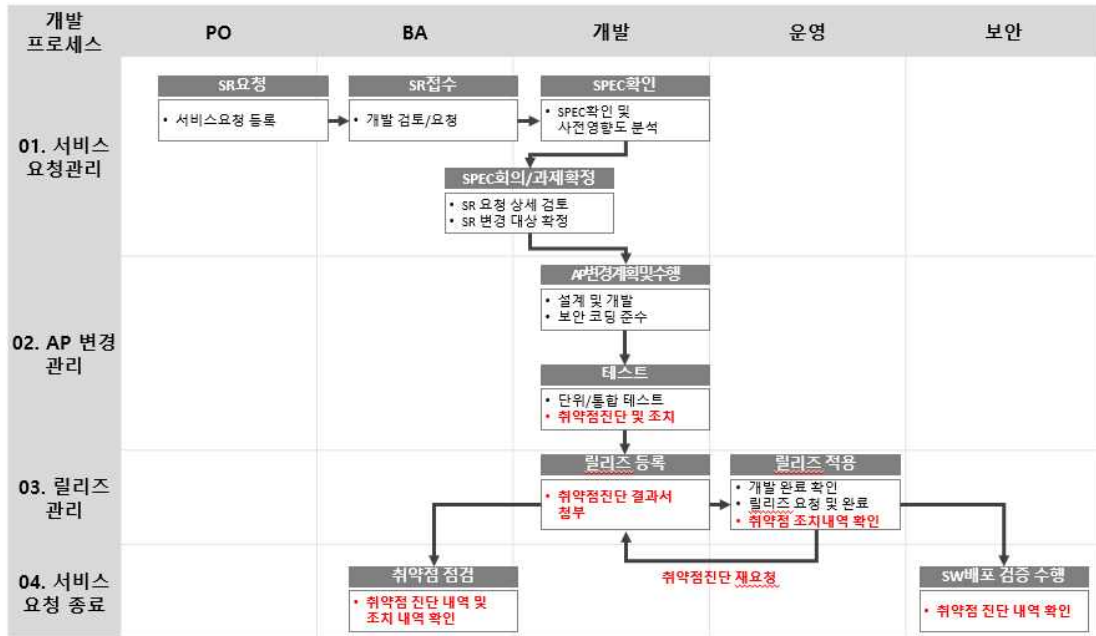 개발
프로세스
PO
BA
개발
운영
보안
01. 서비스
요청관리
SR요청
• 서비스요청 등록
SR접수
• 개발 검토/요청
SPEC확인
• SPEC확인 및
사전영향도 분석
SPEC회의/과제확정
• SR 요청 상세 검토
• SR 변경 대상 확정
02. AP 변경
관리
AP변경계획및수행
• 설계 및 개발
• 보안 코딩 준수
테스트
• 단위/통합 테스트
• 취약점진단 및 조치
03. 릴리즈
관리
릴리즈 등록
• 취약점진단 결과서
첨부
릴리즈 적용
• 개발 완료 확인
• 릴리즈 요청 및 완료
• 취약점 조치내역 확인
04. 서비스
요청 종료
취약점 점검
• 취약점 진단 내역 및
조치 내역 확인
취약점진단 재요청
SW배포 검증 수행
• 취약점 진단 내역 확인